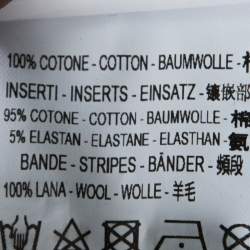 100% COTONE - COTTON - BAUMWOLLE -
INSERTI - INSERTS - EINSATZ - 镶嵌部
95% COTONE - COTTON - BAUMWOLLE - 棉
5% ELASTAN - ELASTANE - ELASTHAN - 氨
BANDE - STRIPES - BÄNDER - 頻段
100% LANA - WOOL - WOLLE - 羊毛